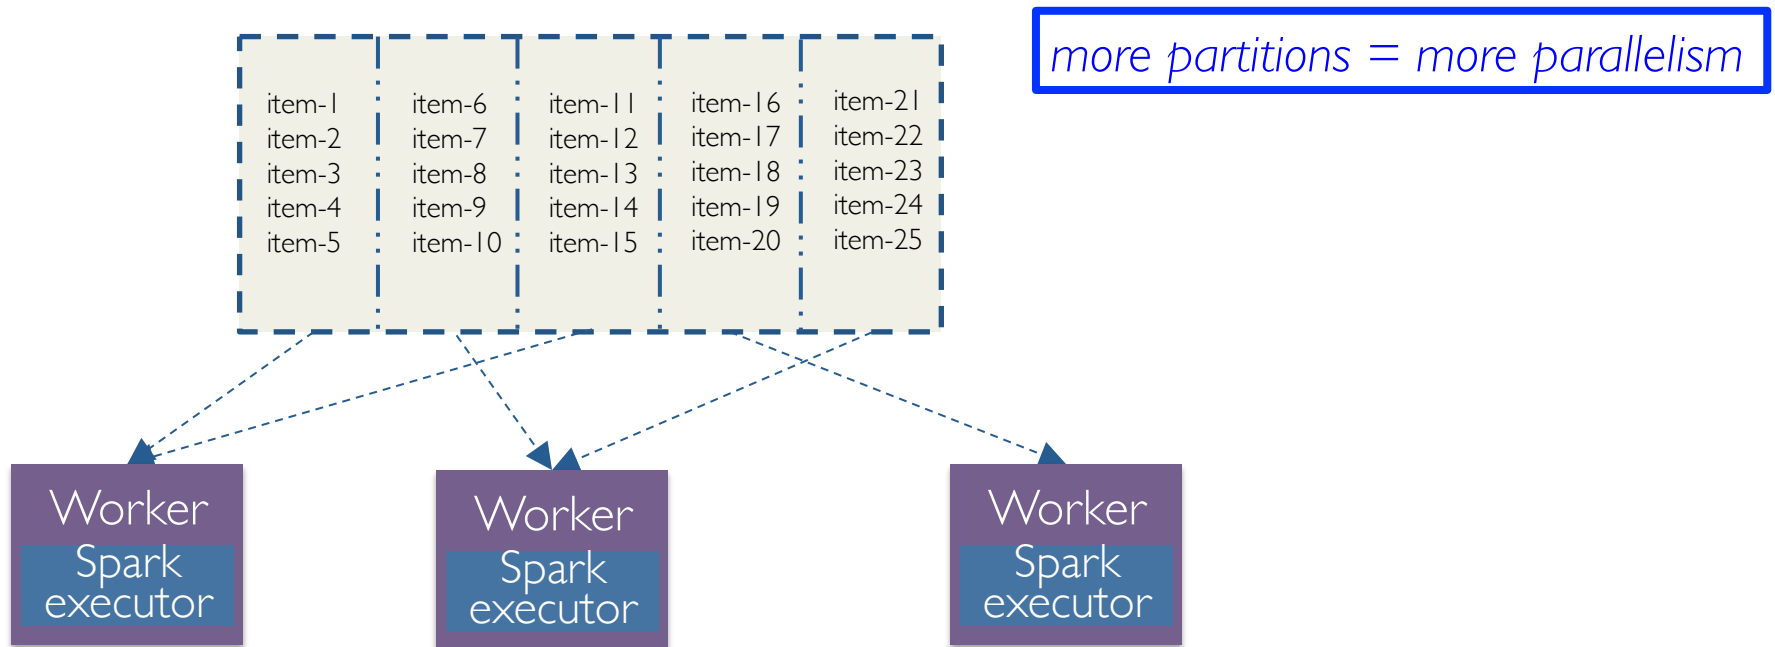 more partitions = more parallelism
item-1
item-2
item-3
item-4
item-5
item-6
item-7
item-8
item-9
item-10
item-11
item-12
item-13
item-14
item-15
item-16
item-17
item-18
item-19
item-20
item-21
item-22
item-23
item-24
item-25
Worker
Spark
executor
Worker
Spark
executor
Worker
Spark
executor